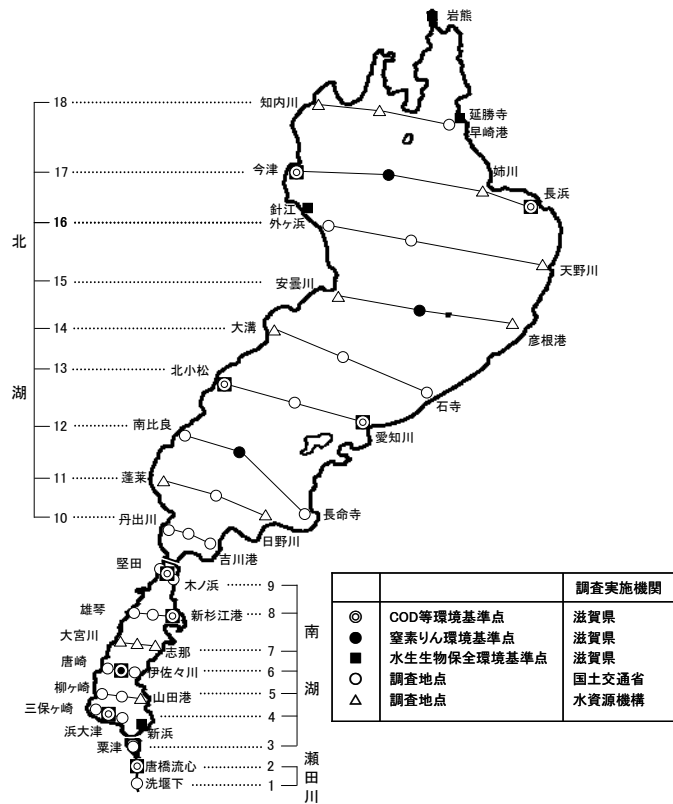 岩熊
18 知内川
延勝寺
早崎港
17 今津
姉川
長浜
針江
16 外ヶ浜
北
15 安曇川
天野川
14 大溝
彦根港
13 北小松
湖
石寺
12 南比良
愛知川
11 蓬莱
10 丹出川
長命寺
日野川
吉川港
堅田
木ノ浜 9
雄琴
新杉江港 8
南
大宮川
志那 7
唐崎
伊佐々川 6
湖
柳ヶ崎
山田港 5
三保ヶ崎
4
浜大津
新浜
粟津 3
瀬田川
唐橋流心 2
洗堰下 1
調査実施機関
◎ COD等環境基準点 滋賀県
● 窒素りん環境基準点 滋賀県
■ 水生生物保全環境基準点 滋賀県
○ 調査地点 国土交通省
△ 調査地点 水資源機構